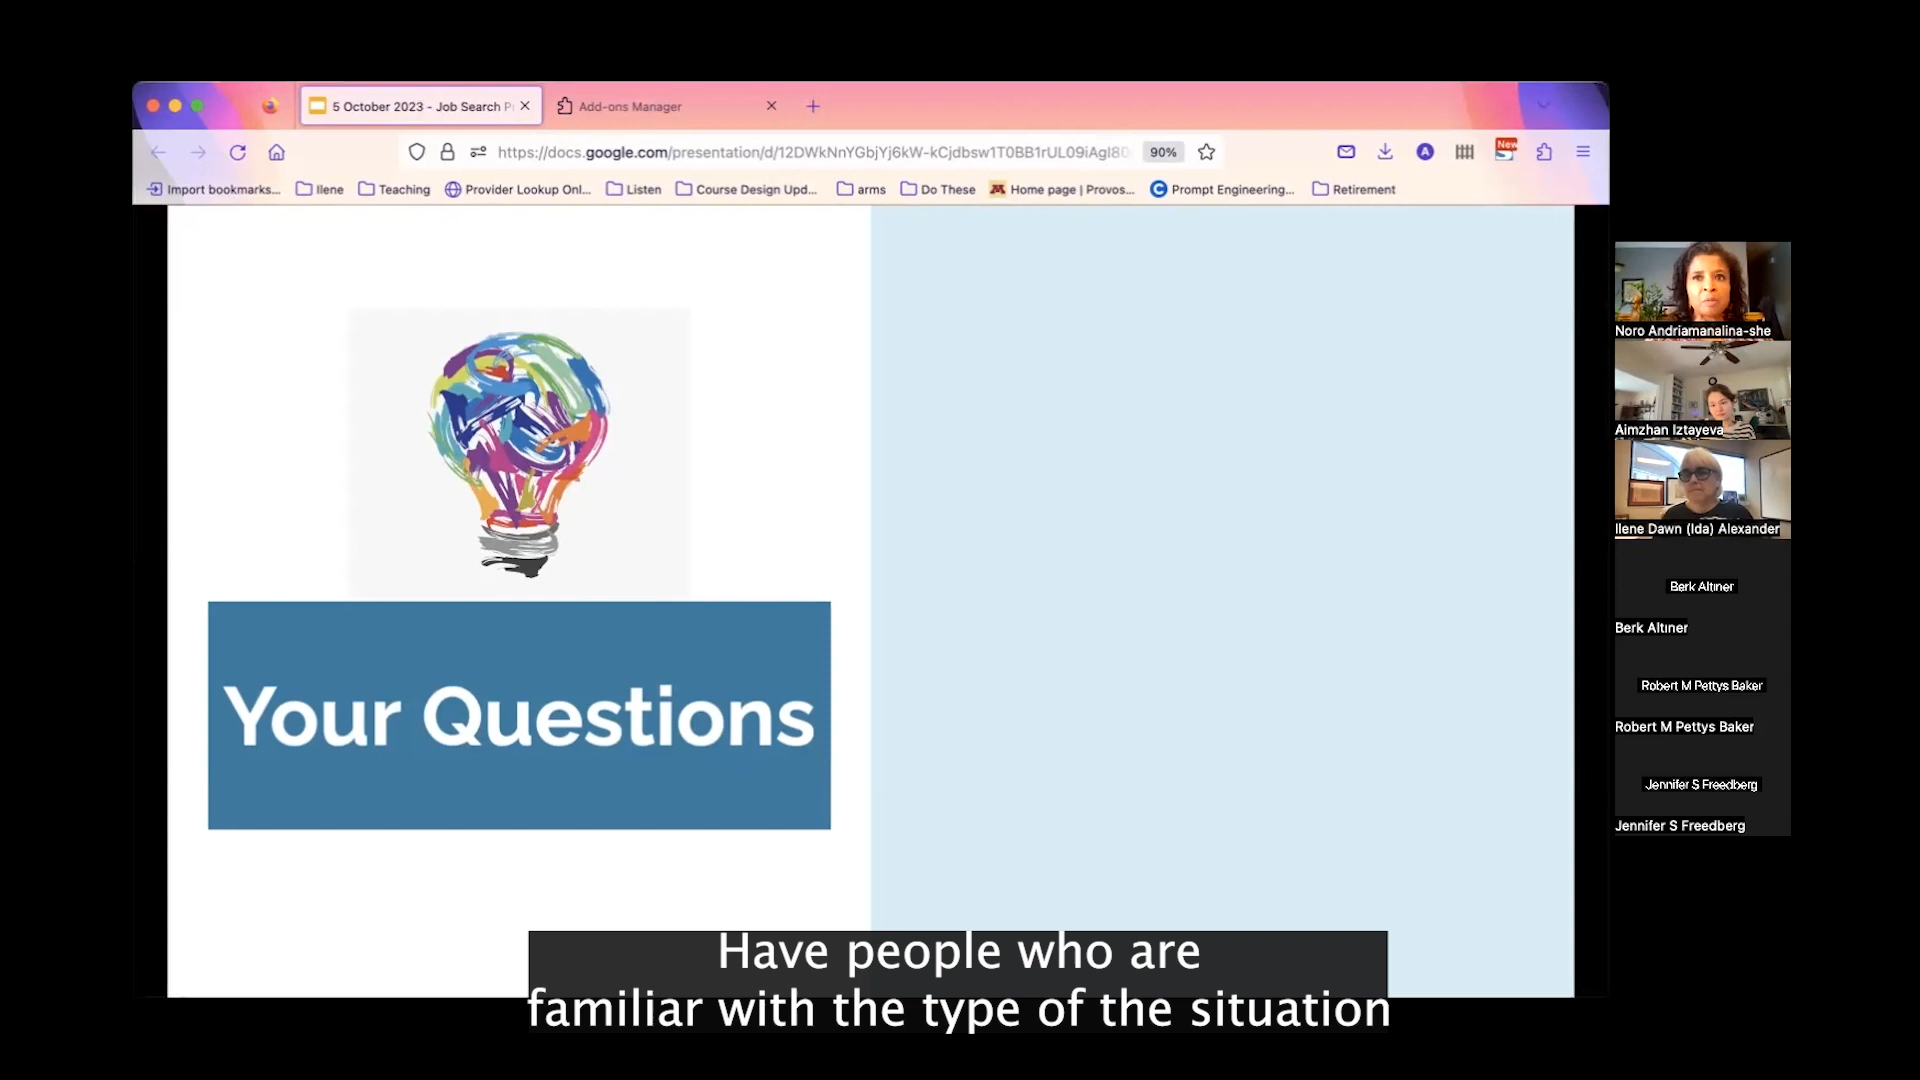 5 October 2023 - Job Search P
Add-ons Manager
https://docs.google.com/presentation/d/12DWkNnYGbjYj6kW-kCjdbsw1T0BB1rUL09iAgI80
90%
New
A
Import bookmarks...
Ilene
Teaching
Provider Lookup Onl...
Listen
Course Design Upd...
arms
Do These
Home page | Provos...
Prompt Engineering...
Retirement
Your Questions
Noro Andriamanalina-she
Aimzhan Iztayeva
Ilene Dawn (Ida) Alexander
Berk Altıner
Berk Altıner
Robert M Pettys Baker
Robert M Pettys Baker
Jennifer S Freedberg
Jennifer S Freedberg
Have people who are
familiar with the type of the situation